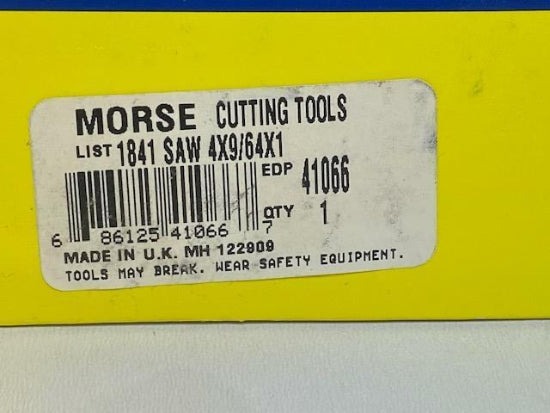 MORSE CUTTING TOOLS
LIST 1841 SAW 4X9/64X1
EDP 41066
QTY 1
6 86125 41066 7
MADE IN U.K. MH 122909
TOOLS MAY BREAK. WEAR SAFETY EQUIPMENT.